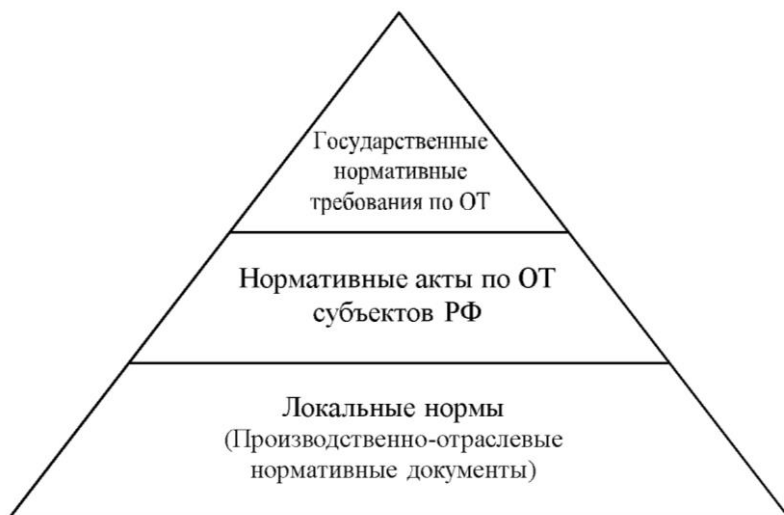 Государственные
нормативные
требования по ОТ
Нормативные акты по ОТ
субъектов РФ
Локальные нормы
(Производственно-отраслевые
нормативные документы)